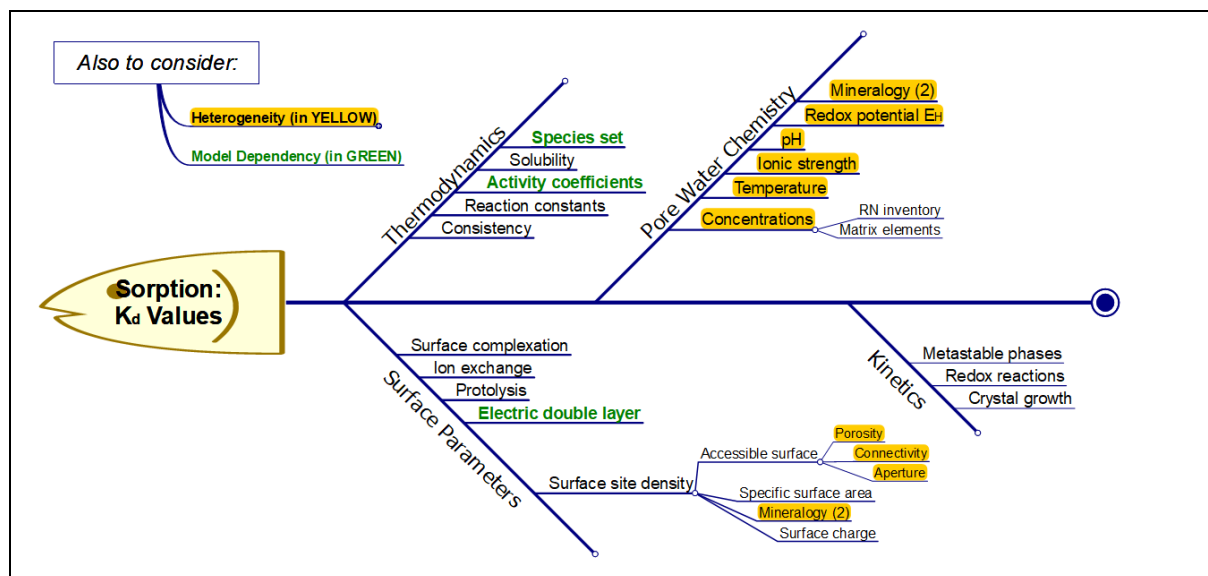 Also to consider:
Heterogeneity (in YELLOW)
Model Dependency (in GREEN)
Thermodynamics
Species set
Solubility
Activity coefficients
Reaction constants
Consistency
Pore Water Chemistry
Mineralogy (2)
Redox potential EH
pH
Ionic strength
Temperature
Concentrations
RN inventory
Matrix elements
Sorption:
Kd Values
Surface Parameters
Surface complexation
Ion exchange
Protolysis
Electric double layer
Surface site density
Accessible surface
Porosity
Connectivity
Aperture
Specific surface area
Mineralogy (2)
Surface charge
Kinetics
Metastable phases
Redox reactions
Crystal growth